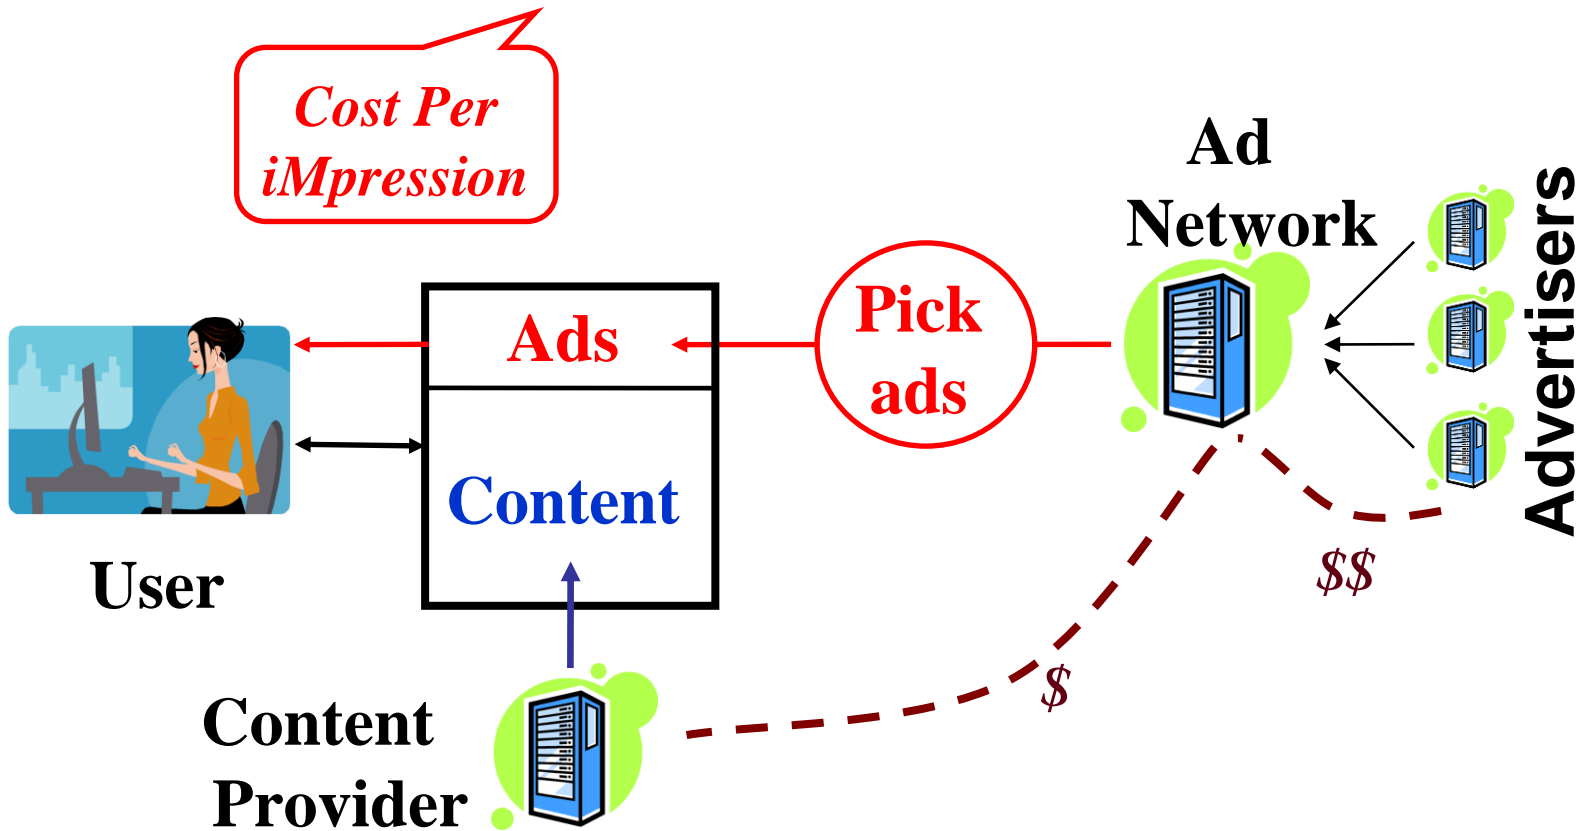 Cost Per
iMpression
Ad
Network
Advertisers
Pick
ads
Ads
Content
User
$$
$
Content
Provider